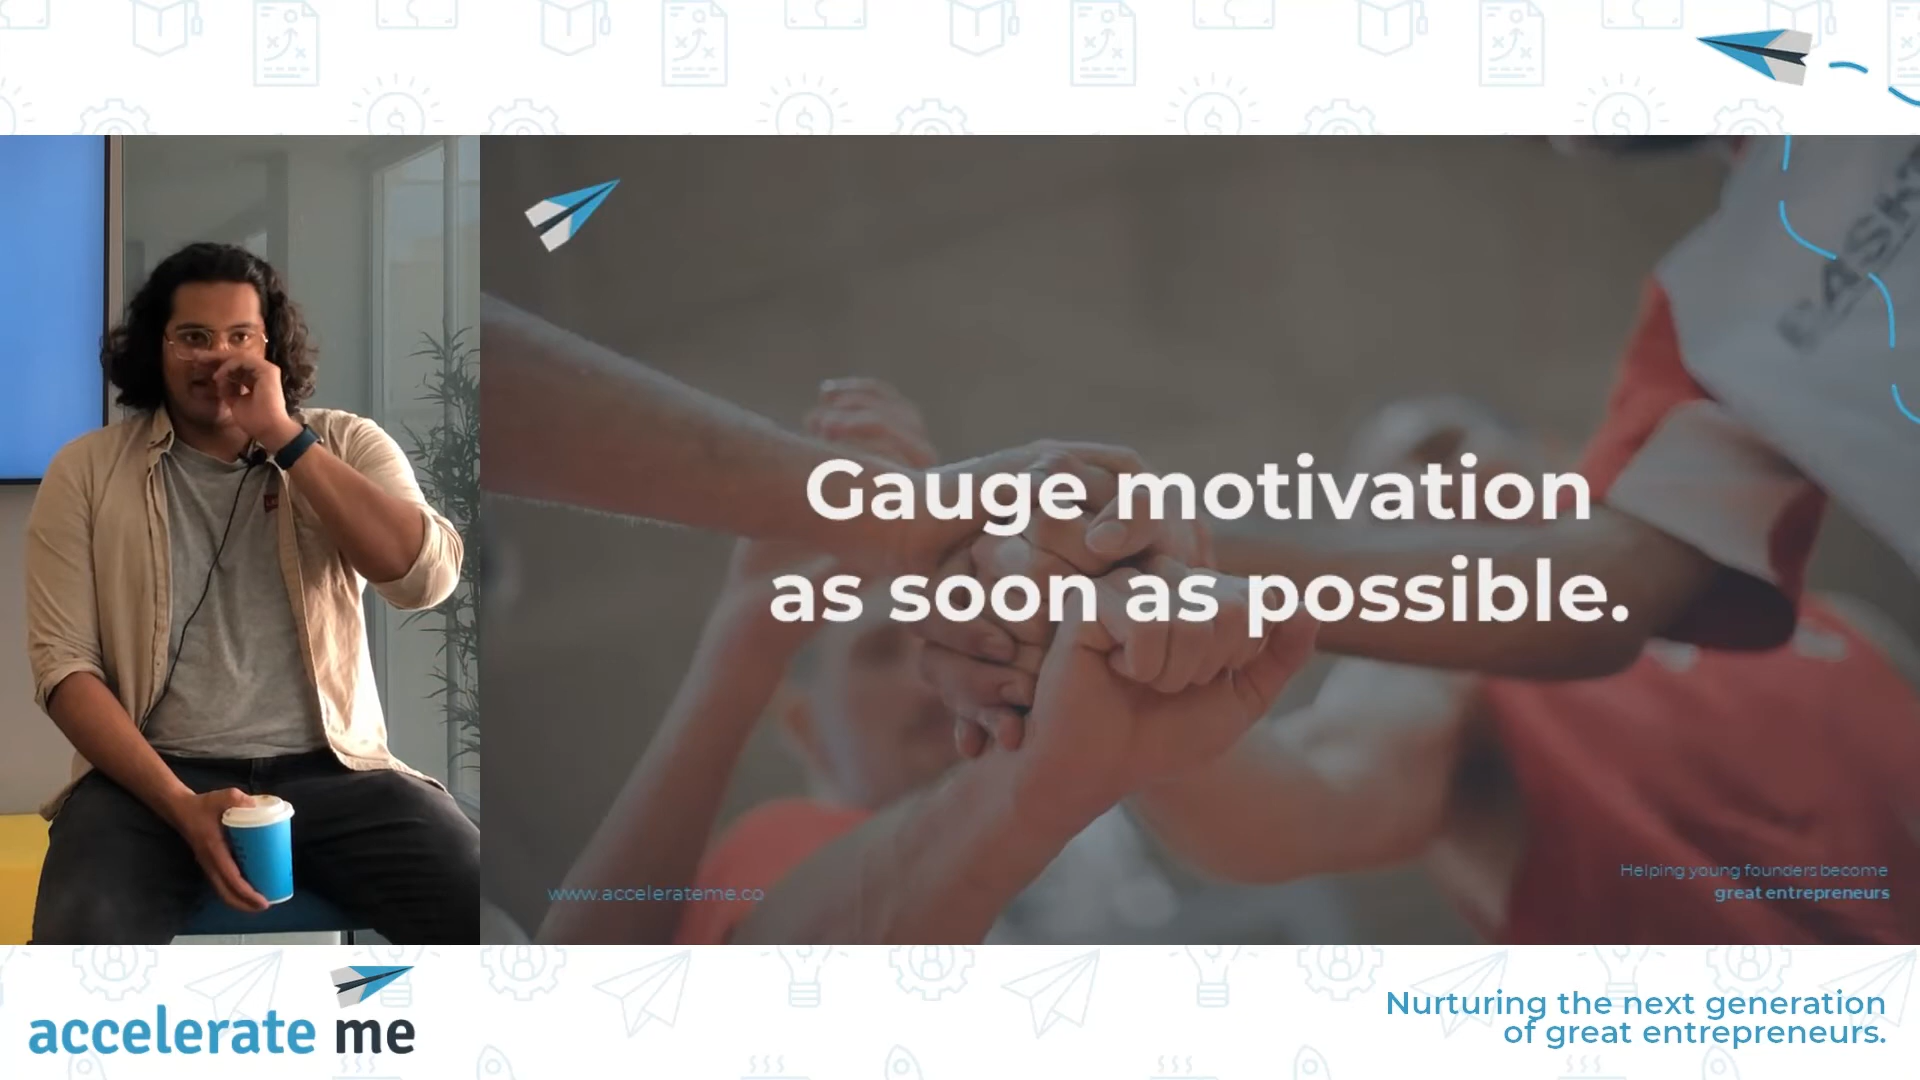 Gauge motivation
as soon as possible.
www.accelerateme.co
Helping young founders become
great entrepreneurs
accelerate me
Nurturing the next generation
of great entrepreneurs.